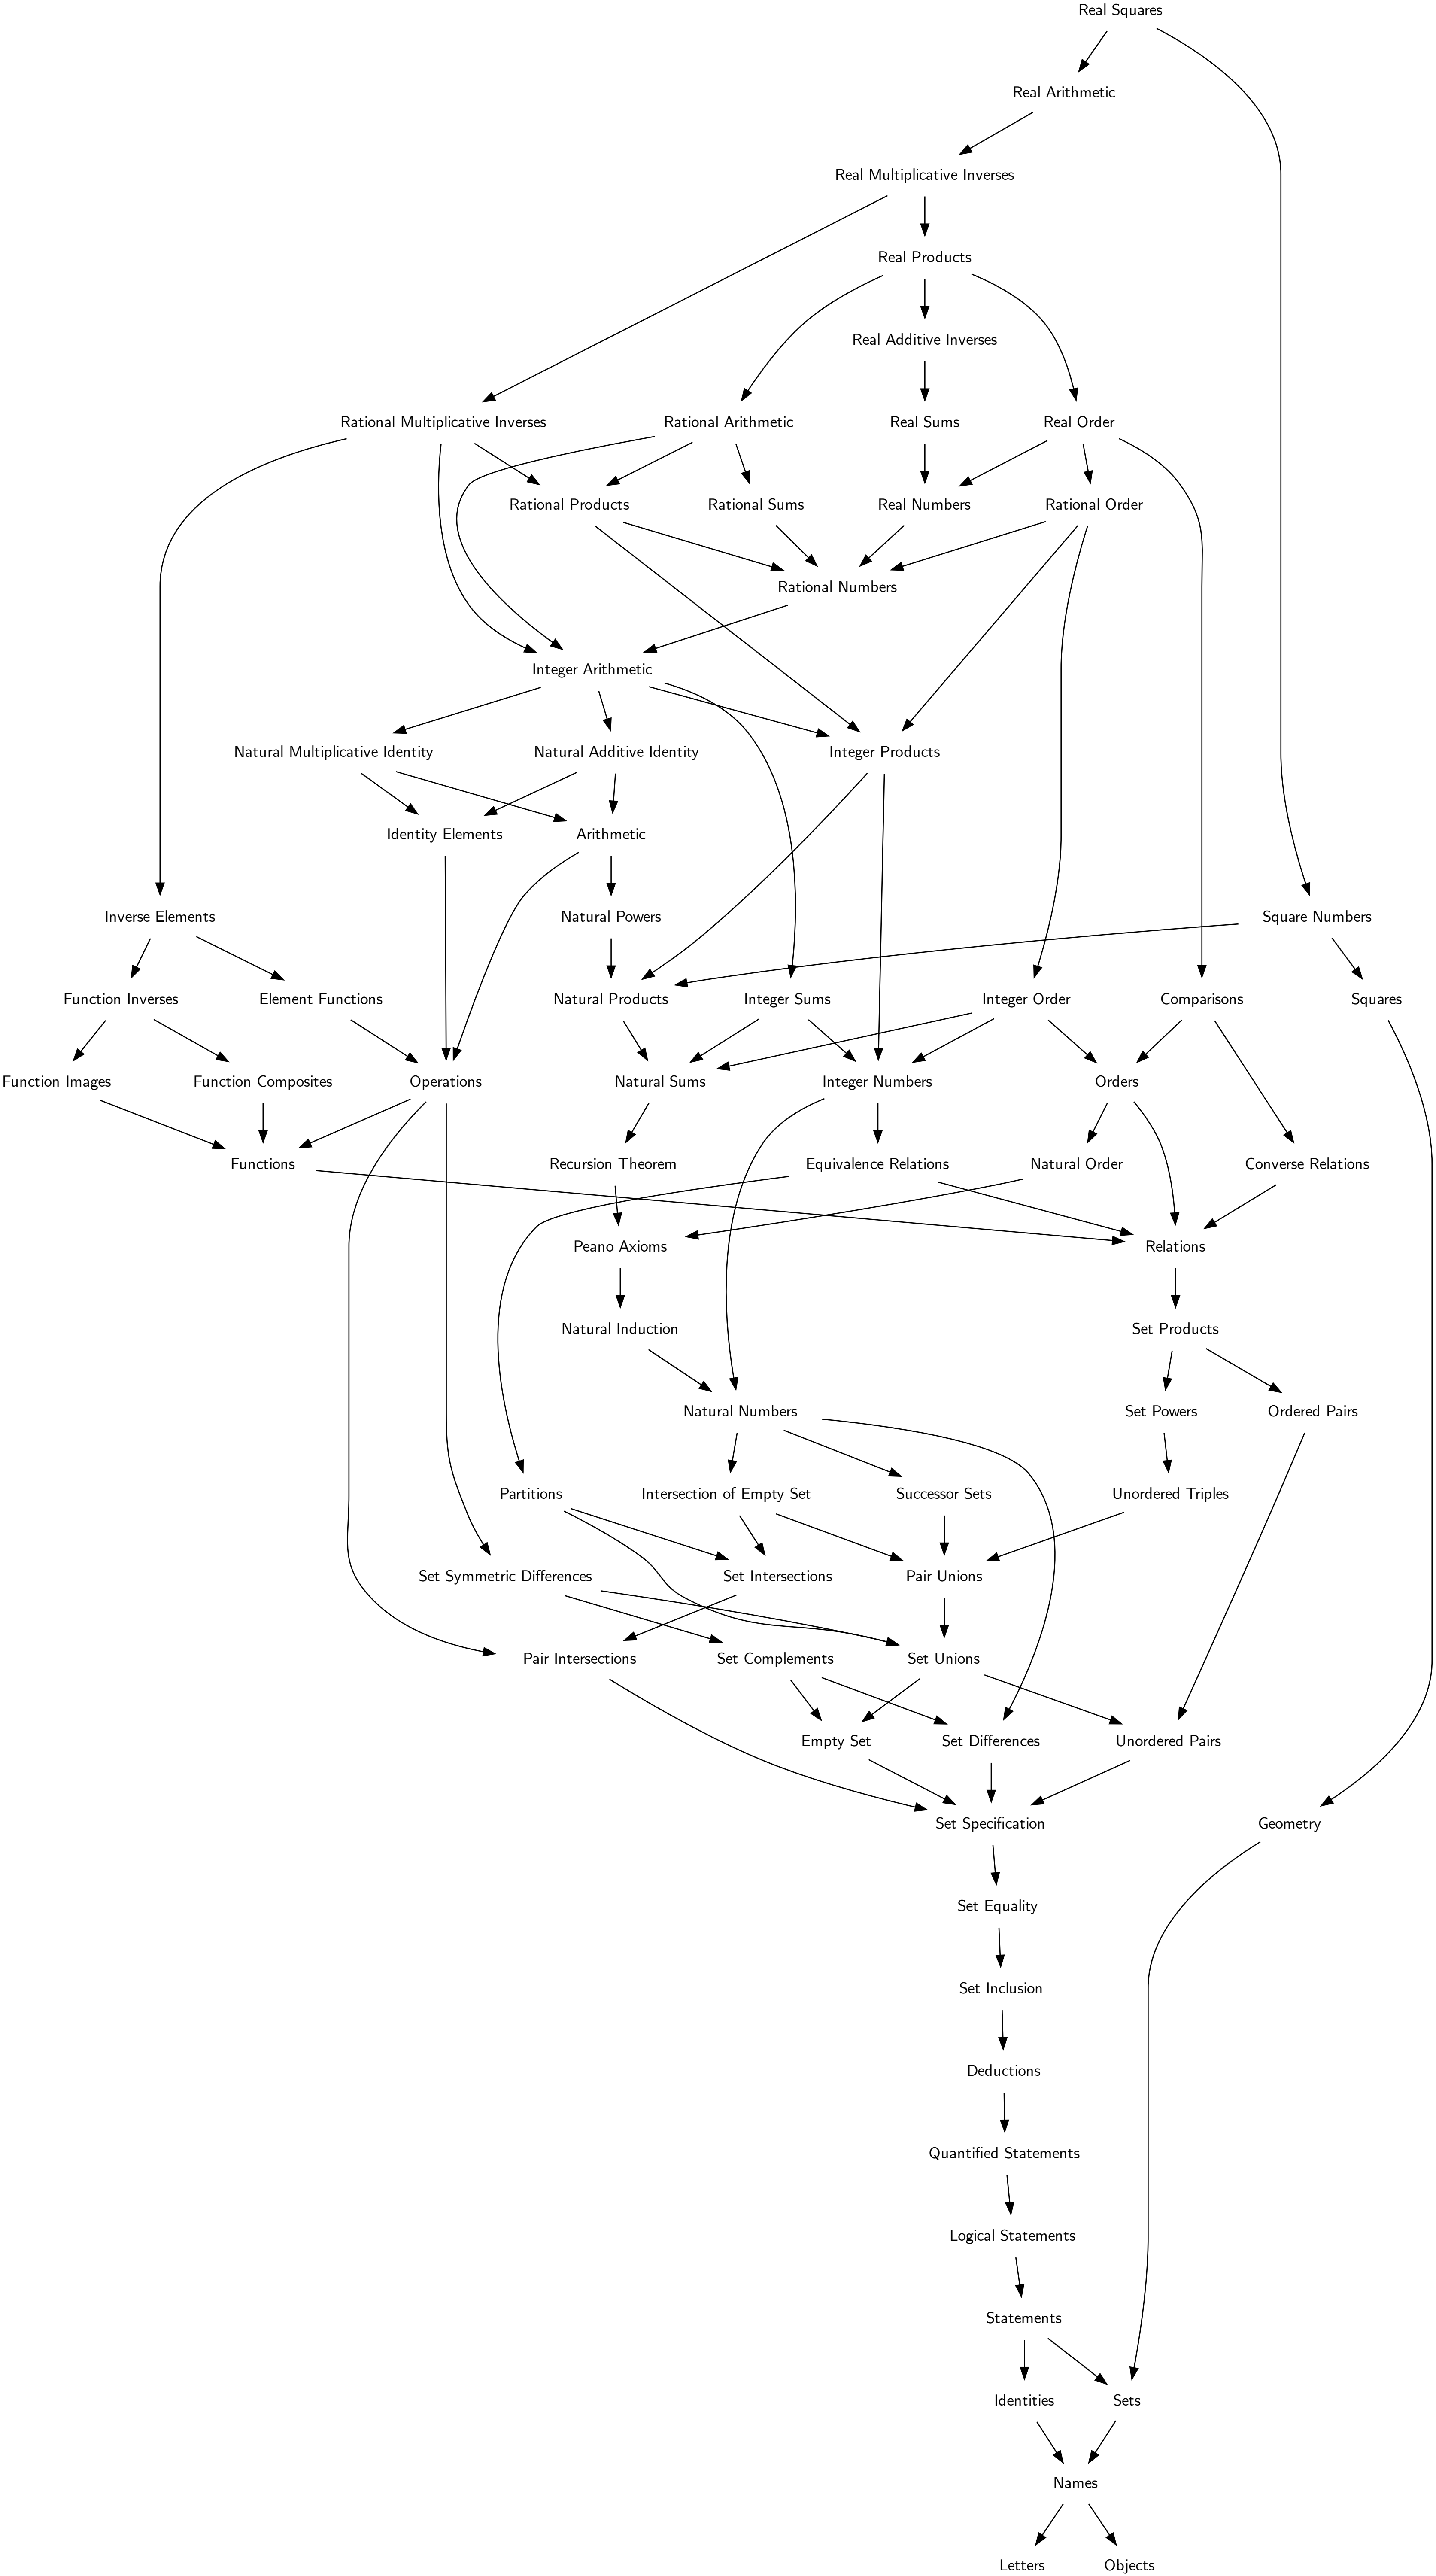 Real Squares
Real Arithmetic
Real Multiplicative Inverses
Real Products
Real Additive Inverses
Rational Multiplicative Inverses
Rational Arithmetic
Real Sums
Real Order
Rational Products
Rational Sums
Real Numbers
Rational Order
Rational Numbers
Integer Arithmetic
Natural Multiplicative Identity
Natural Additive Identity
Integer Products
Identity Elements
Arithmetic
Inverse Elements
Natural Powers
Square Numbers
Function Inverses
Element Functions
Natural Products
Integer Sums
Integer Order
Comparisons
Squares
Function Images
Function Composites
Operations
Natural Sums
Integer Numbers
Orders
Functions
Recursion Theorem
Equivalence Relations
Natural Order
Converse Relations
Peano Axioms
Relations
Natural Induction
Set Products
Natural Numbers
Set Powers
Ordered Pairs
Partitions
Intersection of Empty Set
Successor Sets
Unordered Triples
Set Symmetric Differences
Set Intersections
Pair Unions
Pair Intersections
Set Complements
Set Unions
Empty Set
Set Differences
Unordered Pairs
Set Specification
Geometry
Set Equality
Set Inclusion
Deductions
Quantified Statements
Logical Statements
Statements
Identities
Sets
Names
Letters
Objects